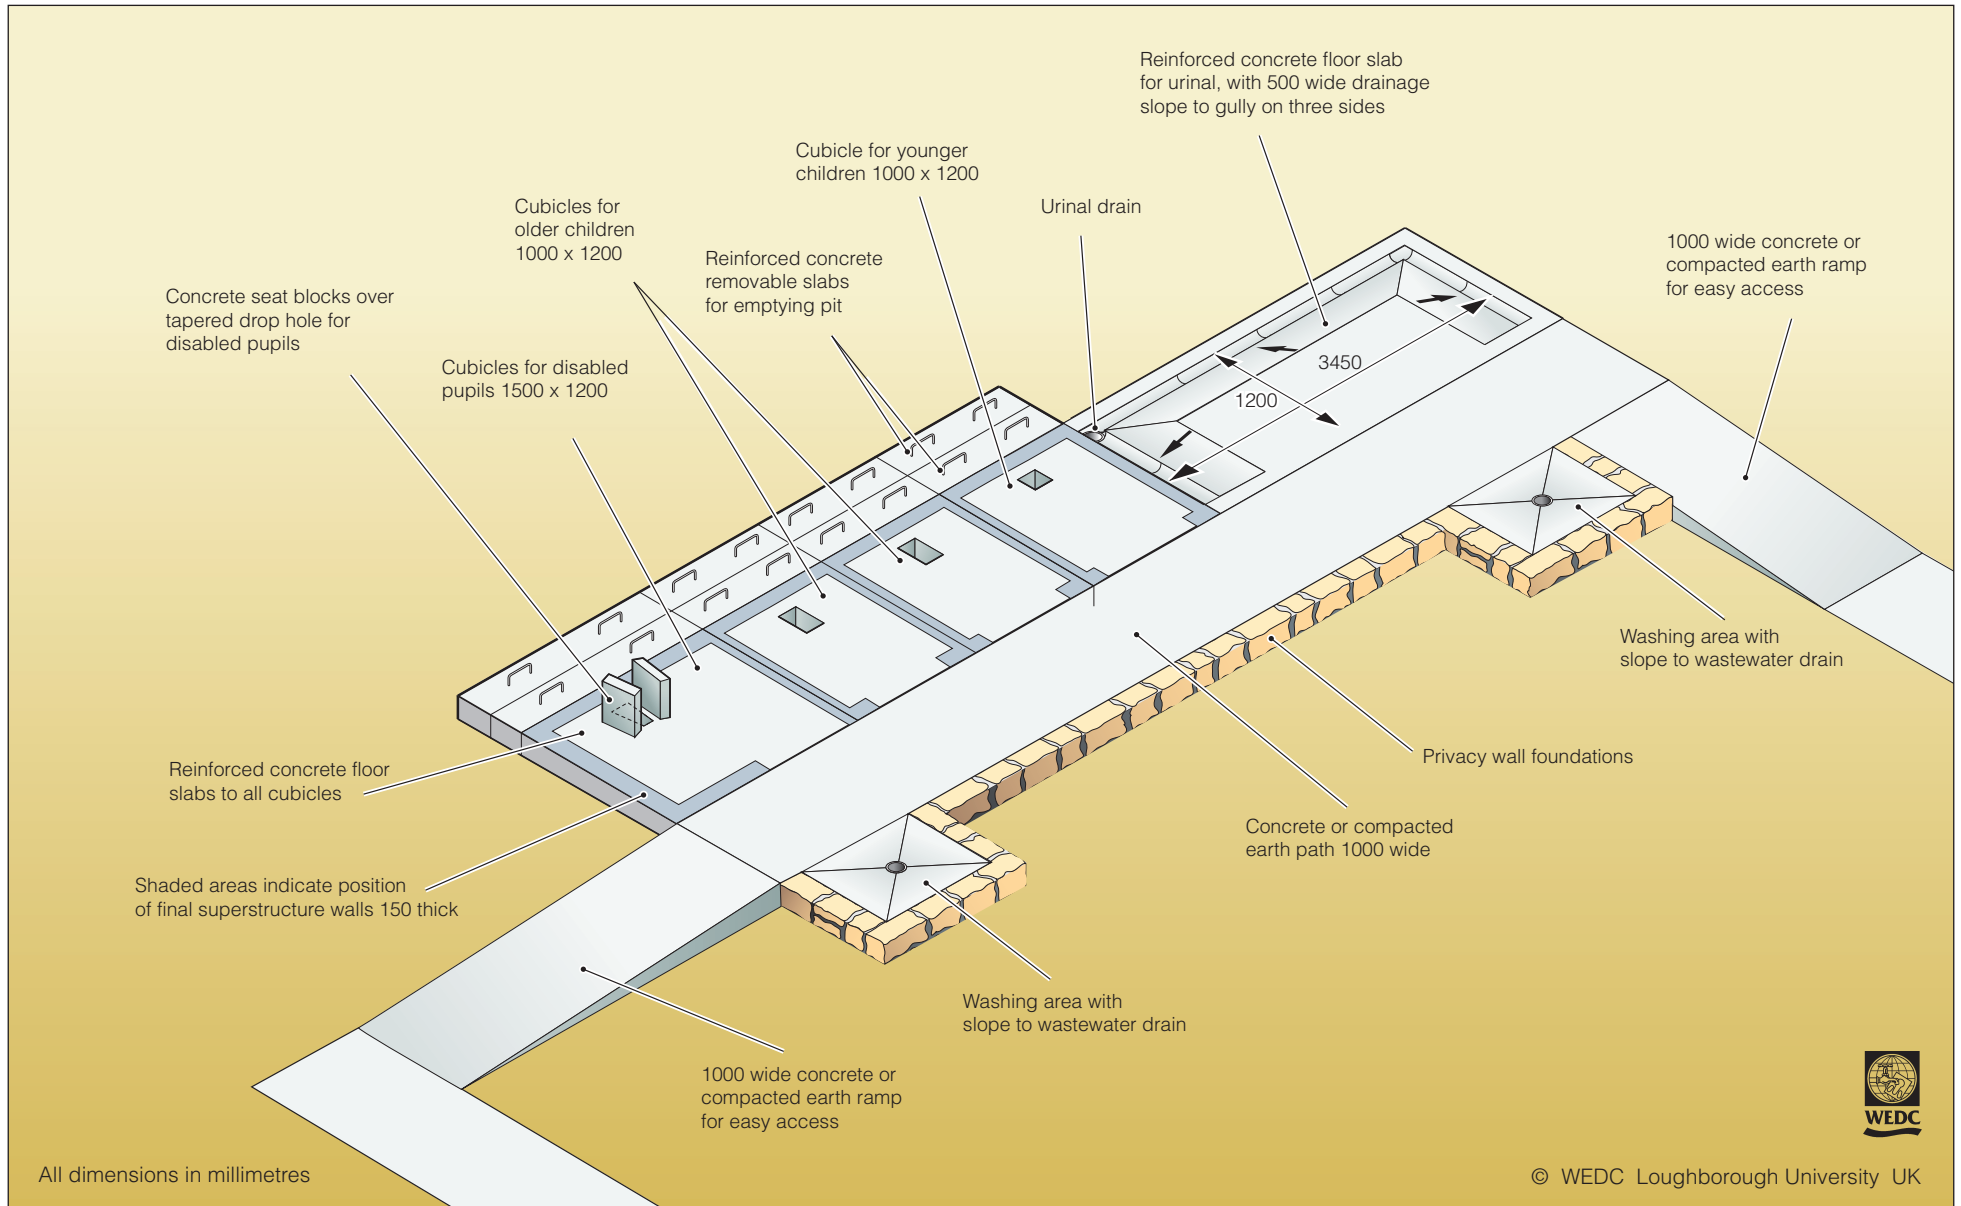 Reinforced concrete floor slab
for urinal, with 500 wide drainage
slope to gully on three sides
Cubicle for younger
children 1000 x 1200
Cubicles for
older children
1000 x 1200
Urinal drain
Reinforced concrete
removable slabs
for emptying pit
1000 wide concrete or
compacted earth ramp
for easy access
Concrete seat blocks over
tapered drop hole for
disabled pupils
Cubicles for disabled
pupils 1500 x 1200
3450
1200
Washing area with
slope to wastewater drain
Privacy wall foundations
Reinforced concrete floor
slabs to all cubicles
Concrete or compacted
earth path 1000 wide
Shaded areas indicate position
of final superstructure walls 150 thick
Washing area with
slope to wastewater drain
1000 wide concrete or
compacted earth ramp
for easy access
WEDC
All dimensions in millimetres
© WEDC Loughborough University UK